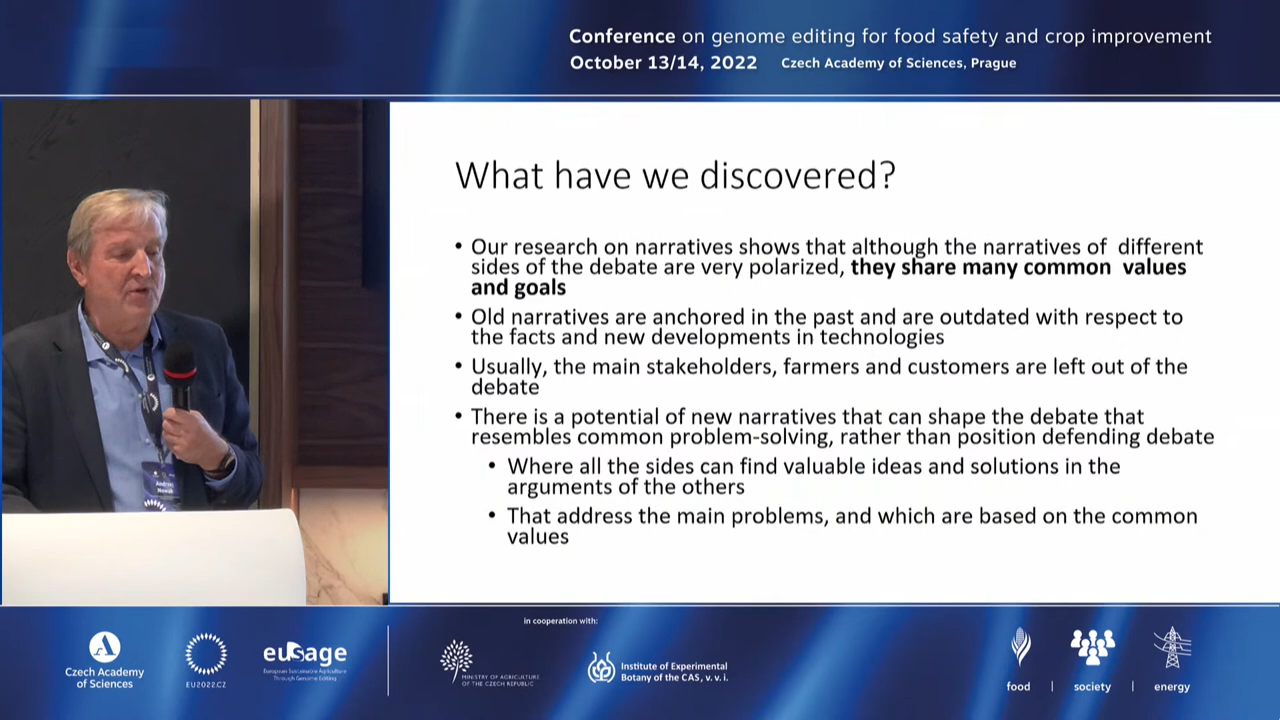 Conference on genome editing for food safety and crop improvement
October 13/14, 2022 Czech Academy of Sciences, Prague
What have we discovered?
• Our research on narratives shows that although the narratives of different
sides of the debate are very polarized, they share many common values
and goals
• Old narratives are anchored in the past and are outdated with respect to
the facts and new developments in technologies
• Usually, the main stakeholders, farmers and customers are left out of the
debate
• There is a potential of new narratives that can shape the debate that
resembles common problem-solving, rather than position defending debate
• Where all the sides can find valuable ideas and solutions in the
arguments of the others
• That address the main problems, and which are based on the common
values
Andrzej
Nowak
in cooperation with:
Czech Academy
of Sciences
EU2022.CZ
eusage
European Sustainable Agriculture
Through Genome Editing
MINISTRY OF AGRICULTURE
OF THE CZECH REPUBLIC
Institute of Experimental
Botany of the CAS, v. v. i.
food | society | energy